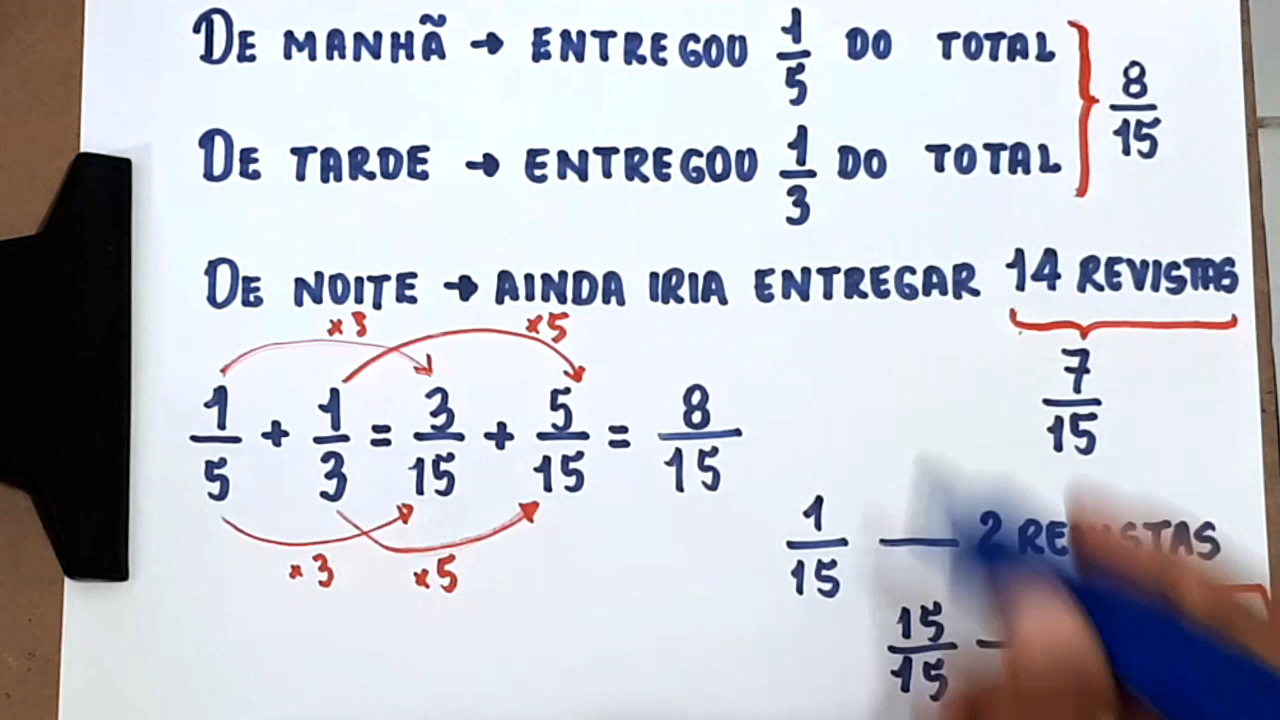 DE MANHÃ → ENTREGOU 1/5 DO TOTAL
8/15
DE TARDE → ENTREGOU 1/3 DO TOTAL
DE NOITE → AINDA IRIA ENTREGAR 14 REVISTAS
×3 ×5
7/15
1/5 + 1/3 = 3/15 + 5/15 = 8/15
×3 ×5
1/15 — 2
15/15 —